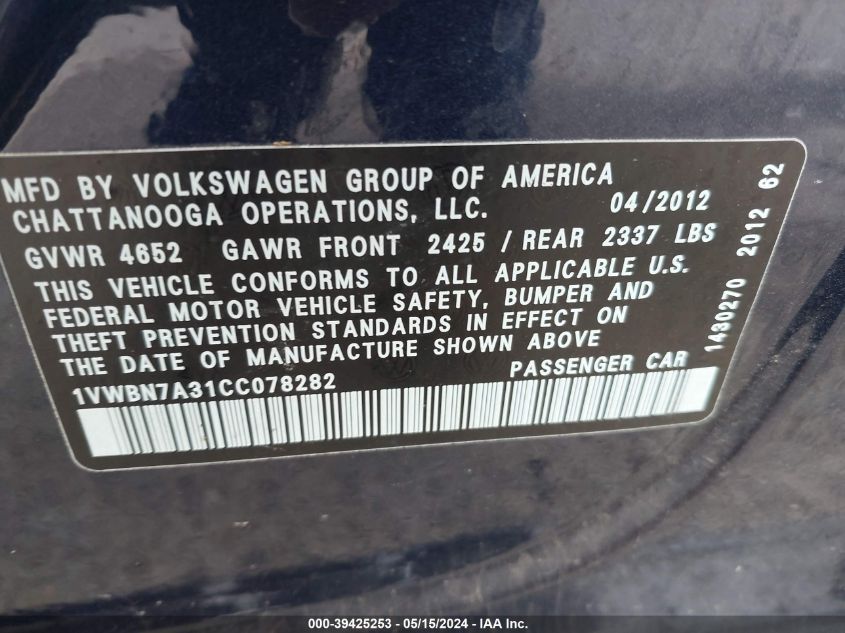 MFD BY VOLKSWAGEN GROUP OF AMERICA
CHATTANOOGA OPERATIONS, LLC. 04/2012
GVWR 4652 GAWR FRONT 2425 / REAR 2337 LBS
THIS VEHICLE CONFORMS TO ALL APPLICABLE U.S.
FEDERAL MOTOR VEHICLE SAFETY, BUMPER AND
THEFT PREVENTION STANDARDS IN EFFECT ON
THE DATE OF MANUFACTURE SHOWN ABOVE
1VWBN7A31CC078282 PASSENGER CAR
1430270 2012 62
000-39425253 - 05/15/2024 - IAA Inc.